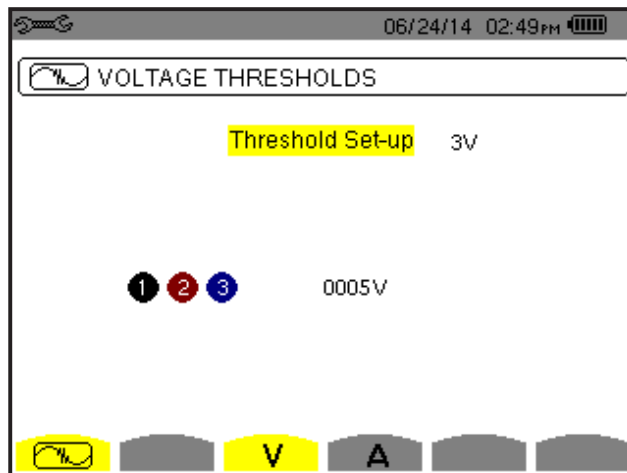 06/24/14 02:49PM
VOLTAGE THRESHOLDS
Threshold Set-up 3V
1 2 3 0005V
V A